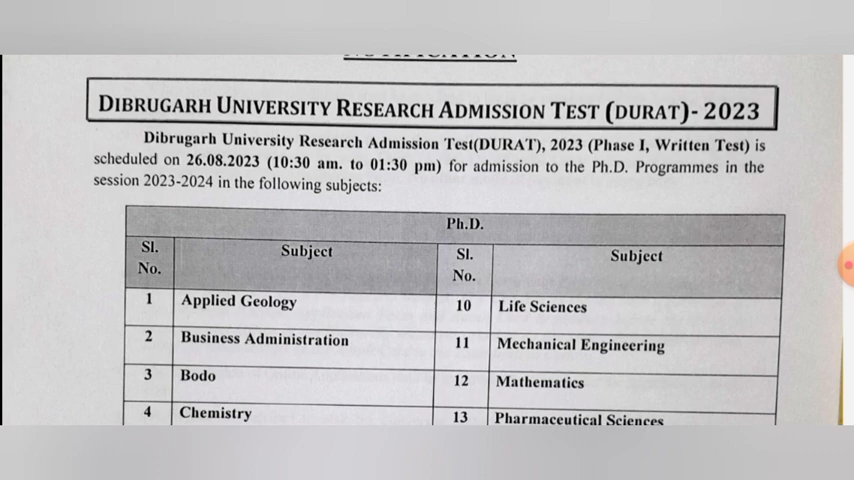 NOTIFICATION
DIBRUGARH UNIVERSITY RESEARCH ADMISSION TEST (DURAT)- 2023
Dibrugarh University Research Admission Test(DURAT), 2023 (Phase I, Written Test) is
scheduled on 26.08.2023 (10:30 am. to 01:30 pm) for admission to the Ph.D. Programmes in the
session 2023-2024 in the following subjects:
Ph.D.
Sl. No. Subject Sl. No. Subject
1 Applied Geology 10 Life Sciences
2 Business Administration 11 Mechanical Engineering
3 Bodo 12 Mathematics
4 Chemistry 13 Pharmaceutical Sciences